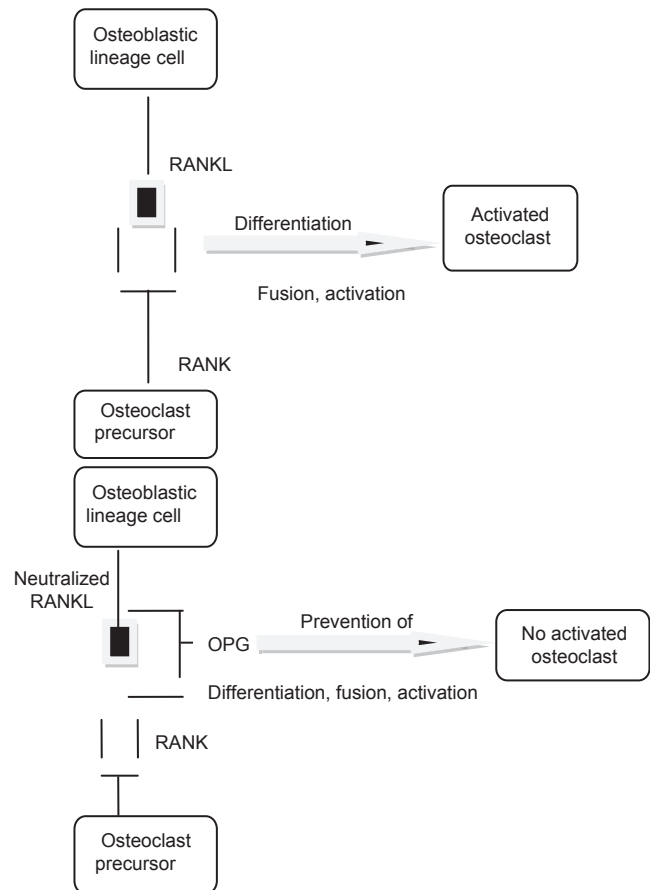 Osteoblastic
lineage cell
RANKL
Differentiation
Activated
osteoclast
Fusion, activation
RANK
Osteoclast
precursor
Osteoblastic
lineage cell
Neutralized
RANKL
OPG
Prevention of
No activated
osteoclast
Differentiation, fusion, activation
RANK
Osteoclast
precursor